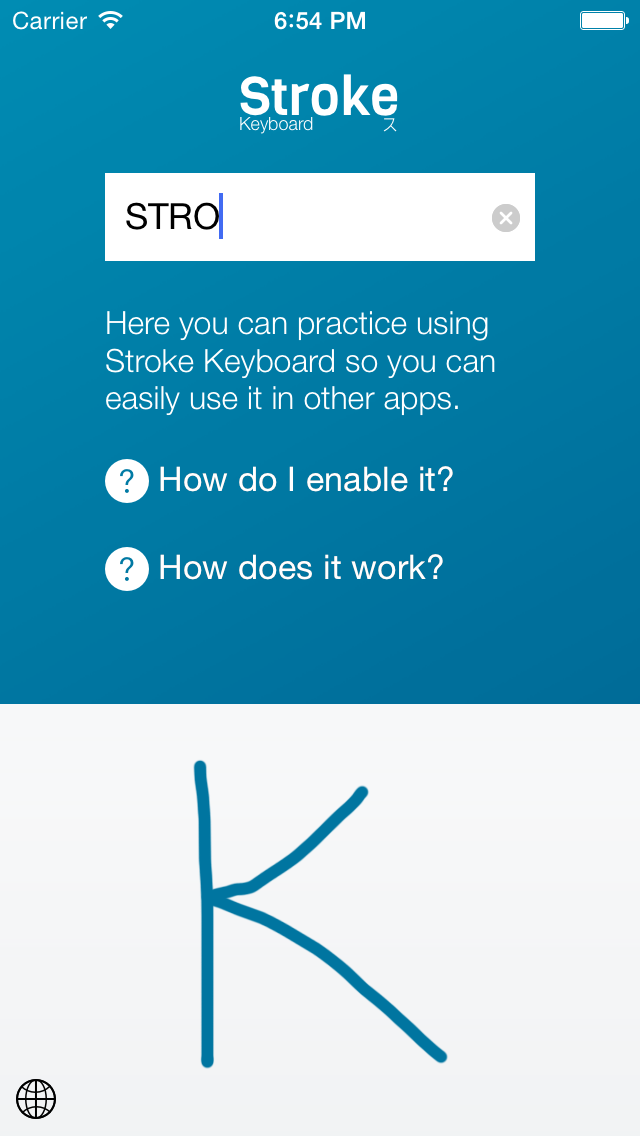 Carrier 6:54 PM
Stroke
Keyboard ス
STRO
Here you can practice using
Stroke Keyboard so you can
easily use it in other apps.
? How do I enable it?
? How does it work?
K